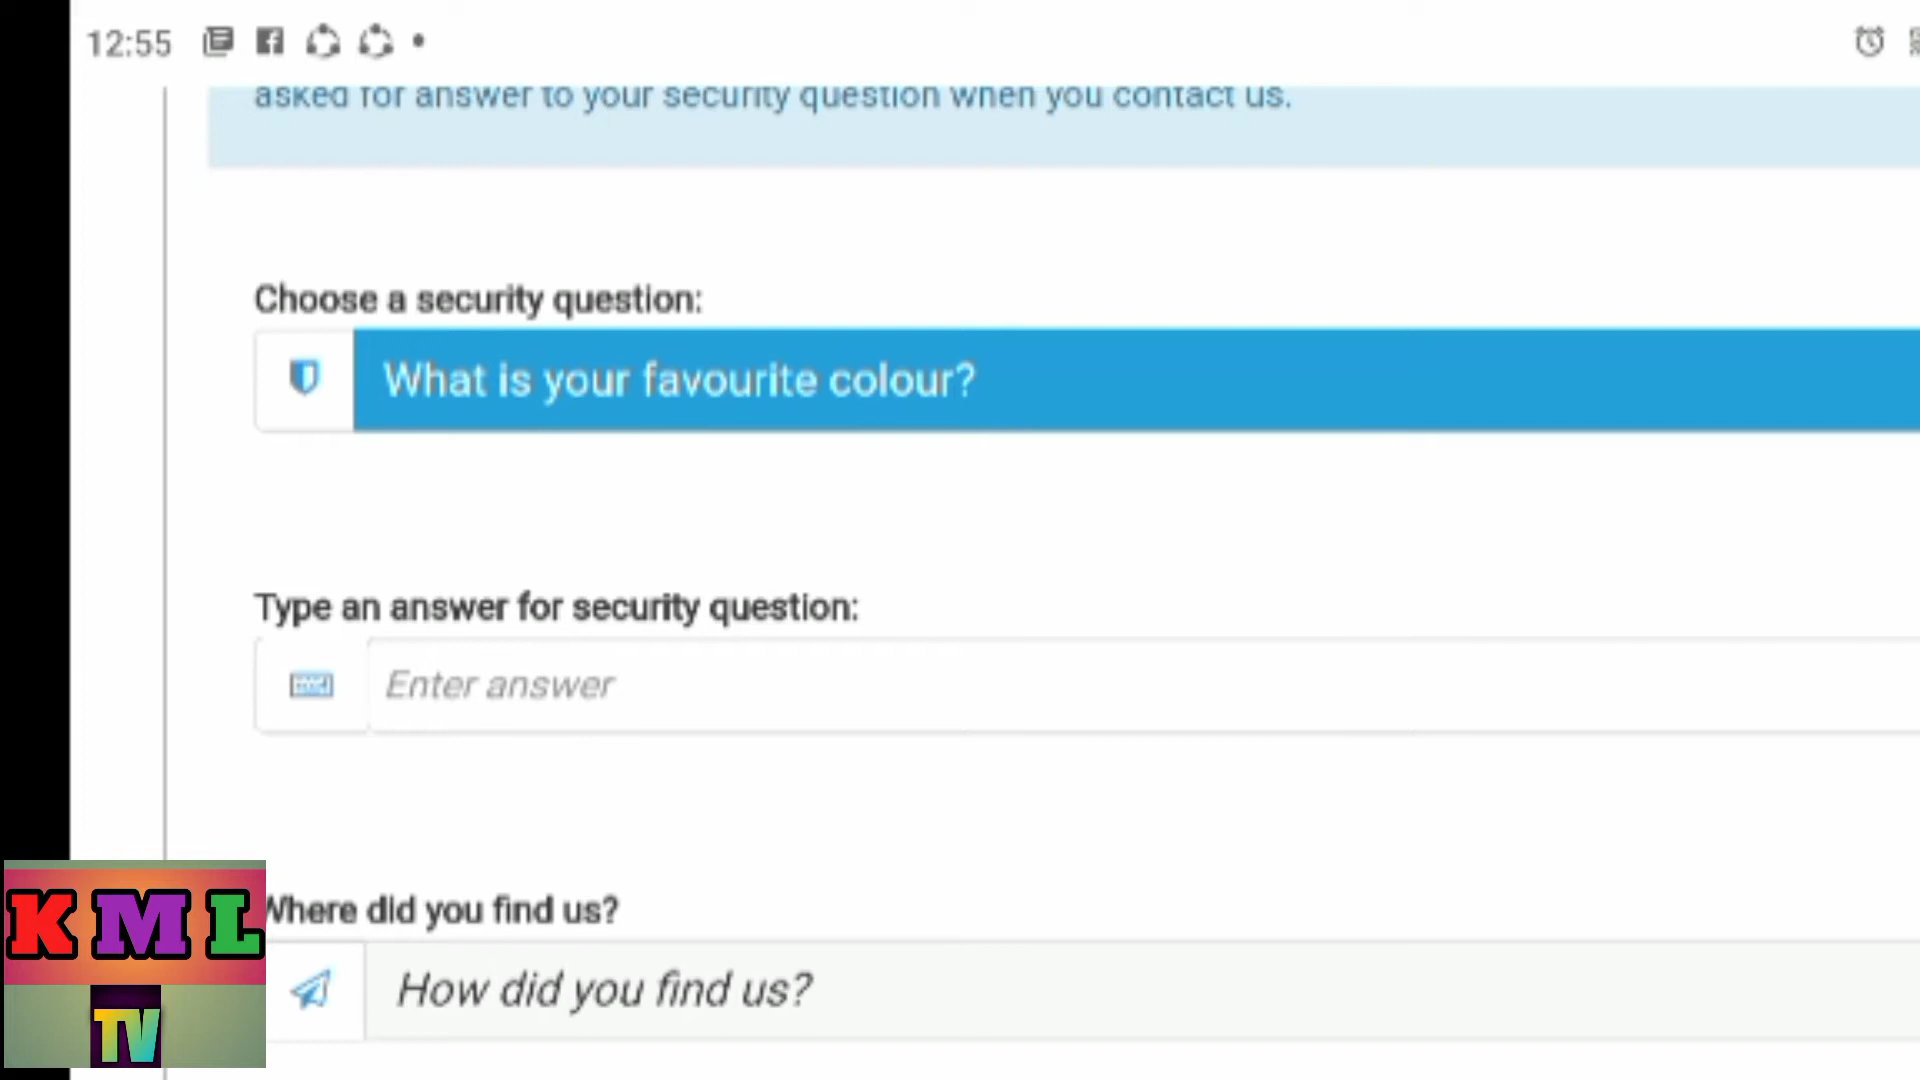 12:55
asked for answer to your security question when you contact us.
Choose a security question:
What is your favourite colour?
Type an answer for security question:
Enter answer
Where did you find us?
How did you find us?
KML
TV